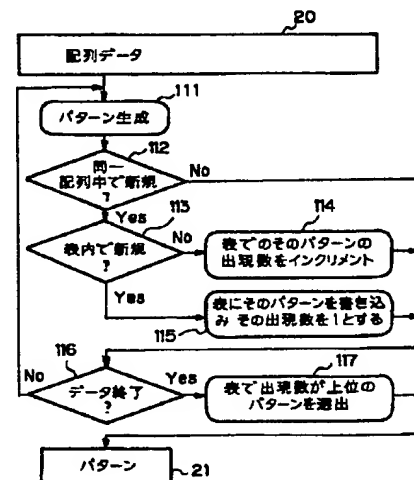 20
配列データ
111
パターン生成
112
同一
配列中で新規
?
No
Yes
113
114
表内で新規
?
No
表でのそのパターンの
出現数をインクリメント
Yes
表にそのパターンを書き込
み その出現数を1とする
115
116
117
データ終了
?
No
Yes
表で出現数が上位の
パターンを選出
パターン
21